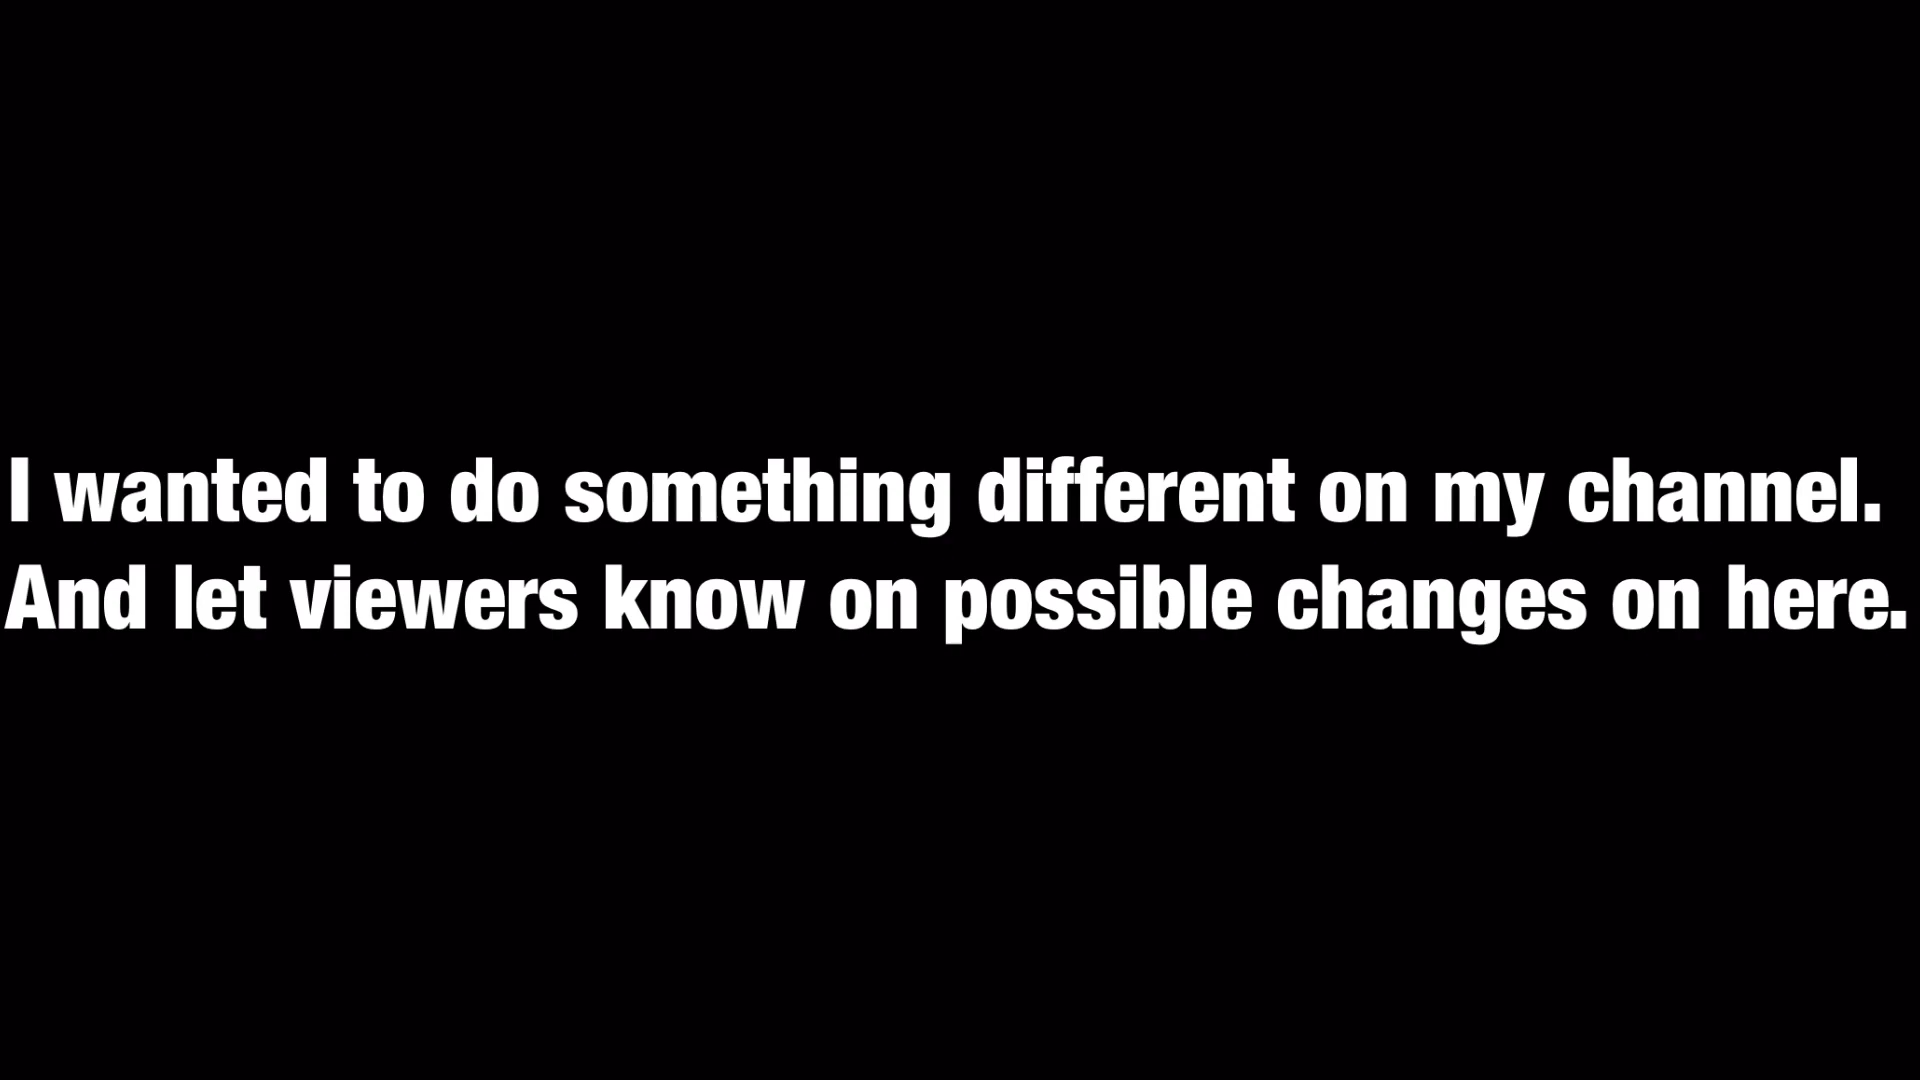 I wanted to do something different on my channel.
And let viewers know on possible changes on here.